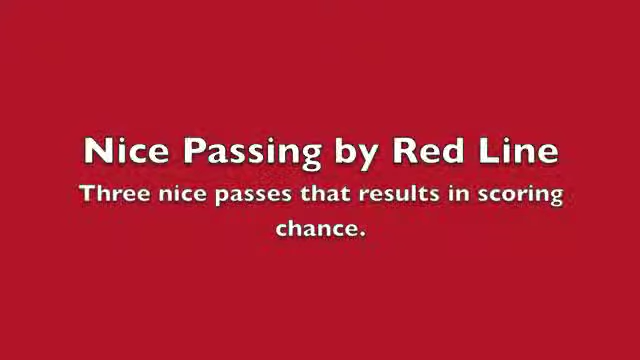 Nice Passing by Red Line
Three nice passes that results in scoring
chance.